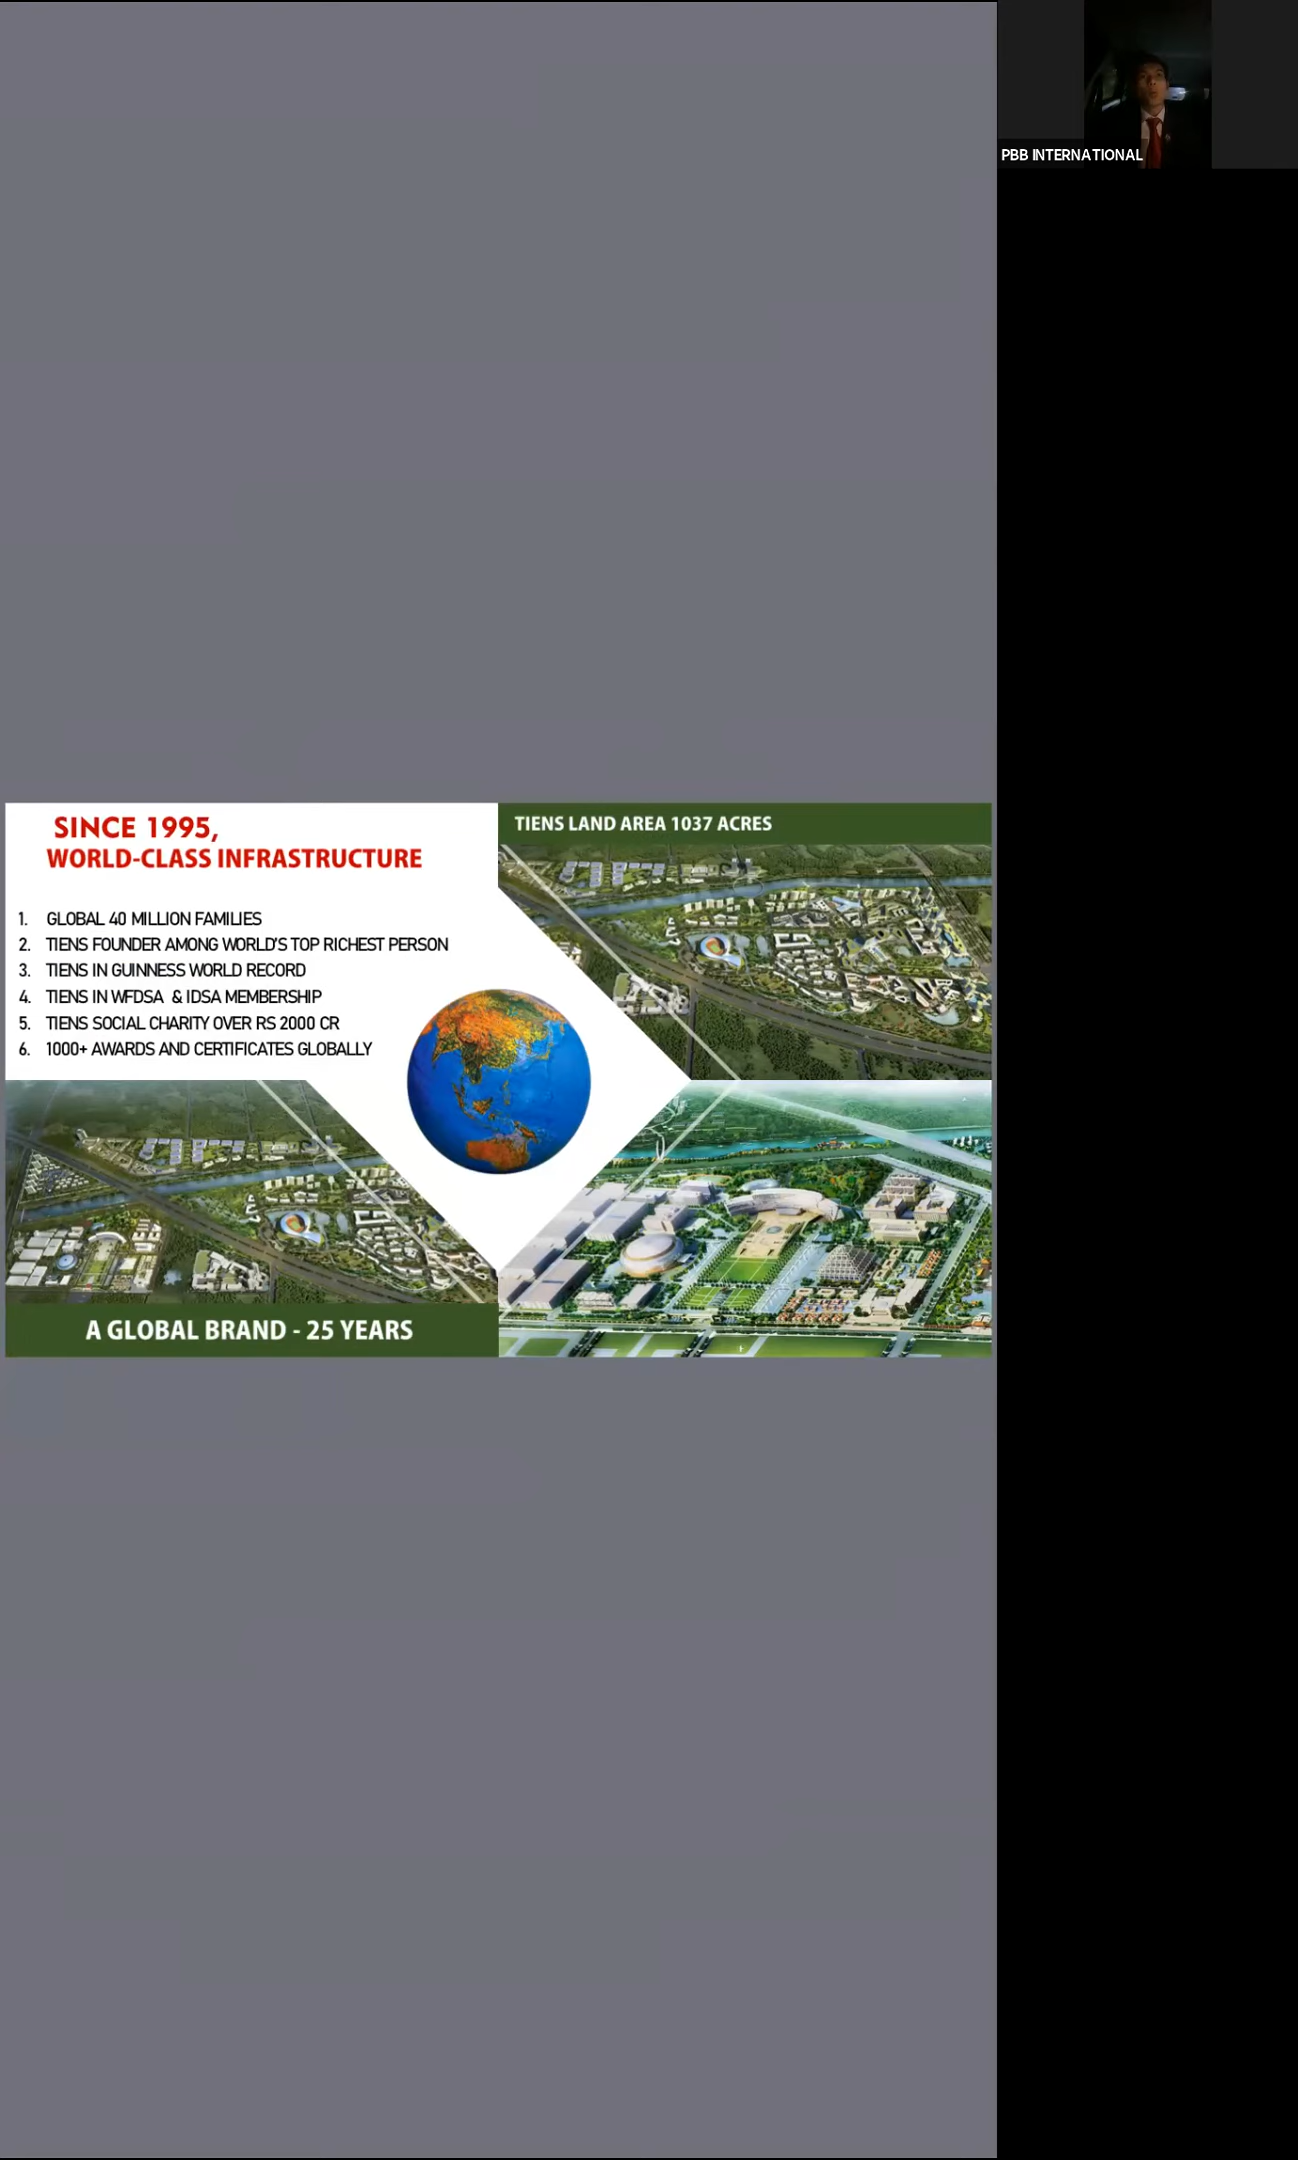 PBB INTERNATIONAL
SINCE 1995,
WORLD-CLASS INFRASTRUCTURE
1. GLOBAL 40 MILLION FAMILIES
2. TIENS FOUNDER AMONG WORLD'S TOP RICHEST PERSON
3. TIENS IN GUINNESS WORLD RECORD
4. TIENS IN WFDSA & IDSA MEMBERSHIP
5. TIENS SOCIAL CHARITY OVER RS 2000 CR
6. 1000+ AWARDS AND CERTIFICATES GLOBALLY
TIENS LAND AREA 1037 ACRES
A GLOBAL BRAND - 25 YEARS